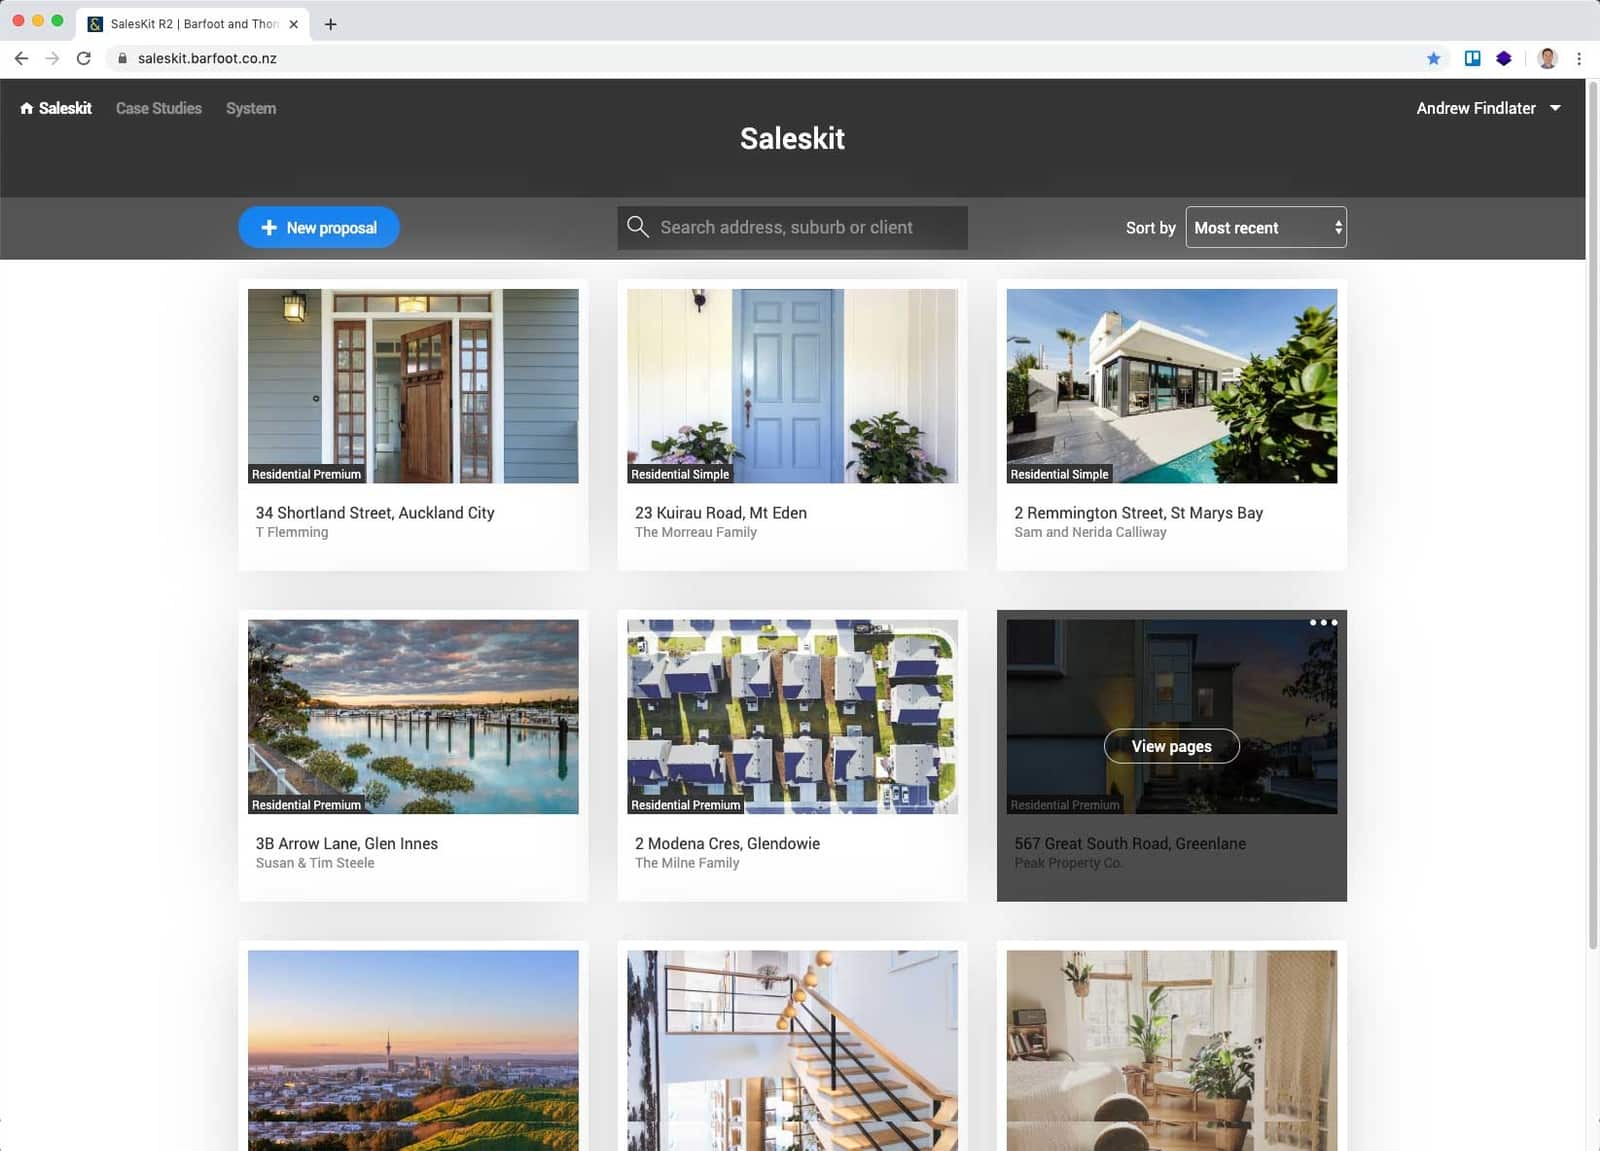 SalesKit R2 | Barfoot and Thon
saleskit.barfoot.co.nz
Saleskit Case Studies System
Andrew Findlater
Saleskit
New proposal
Search address, suburb or client
Sort by Most recent
Residential Premium
34 Shortland Street, Auckland City
T Flemming
Residential Simple
23 Kuirau Road, Mt Eden
The Morreau Family
Residential Simple
2 Remmington Street, St Marys Bay
Sam and Nerida Calliway
Residential Premium
3B Arrow Lane, Glen Innes
Susan & Tim Steele
Residential Premium
2 Modena Cres, Glendowie
The Milne Family
View pages
Residential Premium
567 Great South Road, Greenlane
Peak Property Co.